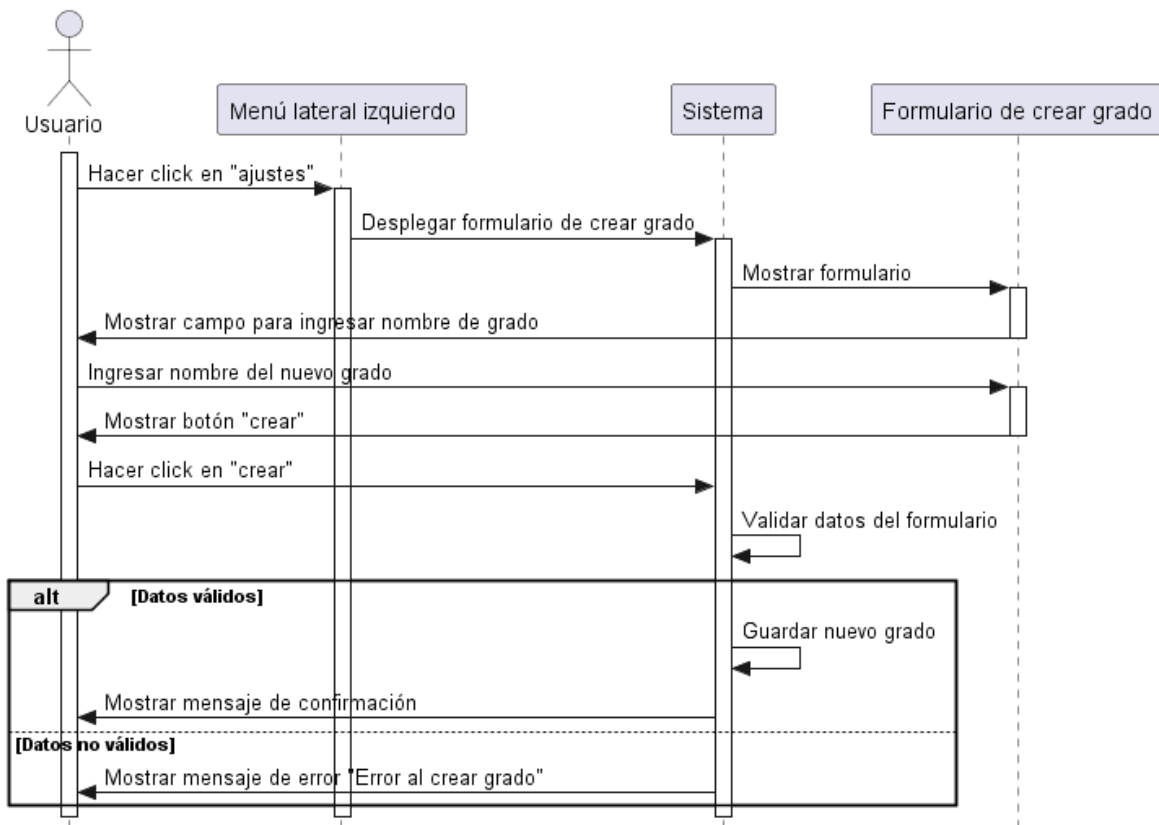 Usuario
Menú lateral izquierdo
Sistema
Formulario de crear grado
Hacer click en "ajustes"
Desplegar formulario de crear grado
Mostrar formulario
Mostrar campo para ingresar nombre de grado
Ingresar nombre del nuevo grado
Mostrar botón "crear"
Hacer click en "crear"
Validar datos del formulario
alt
[Datos válidos]
Guardar nuevo grado
Mostrar mensaje de confirmación
[Datos no válidos]
Mostrar mensaje de error "Error al crear grado"